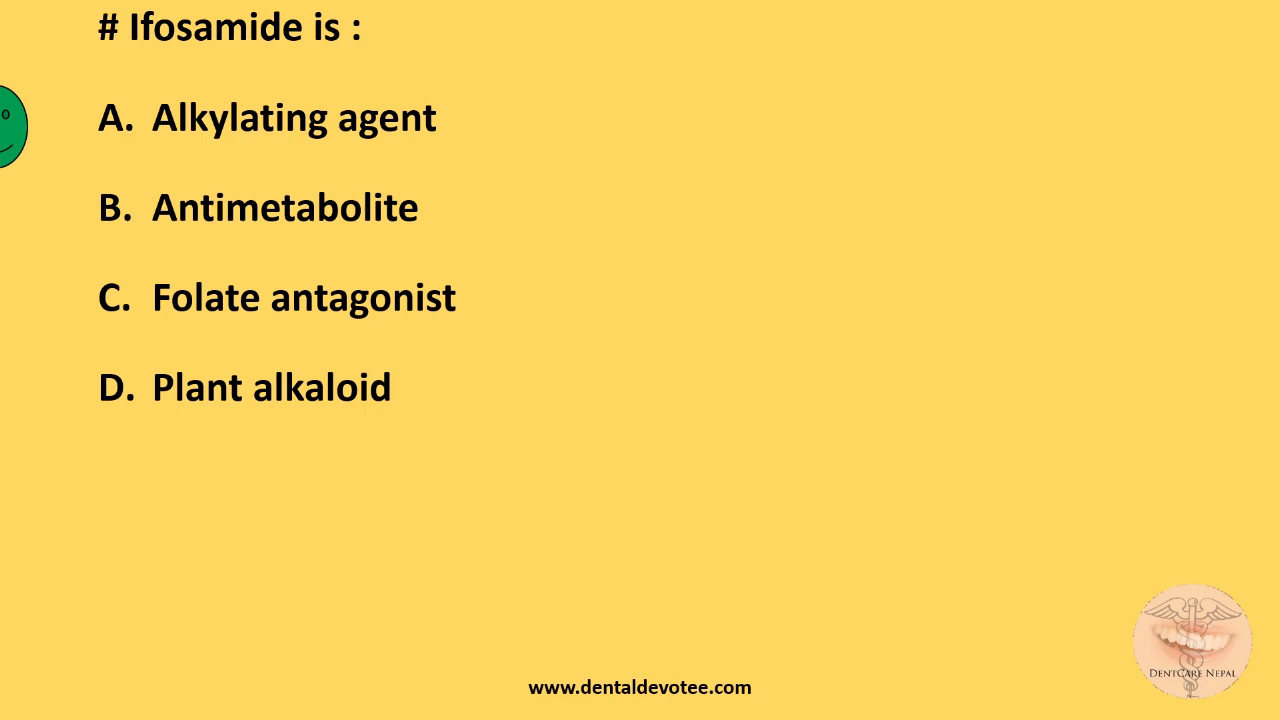 # Ifosamide is :
A. Alkylating agent
B. Antimetabolite
C. Folate antagonist
D. Plant alkaloid
DentCare Nepal
www.dentaldevotee.com